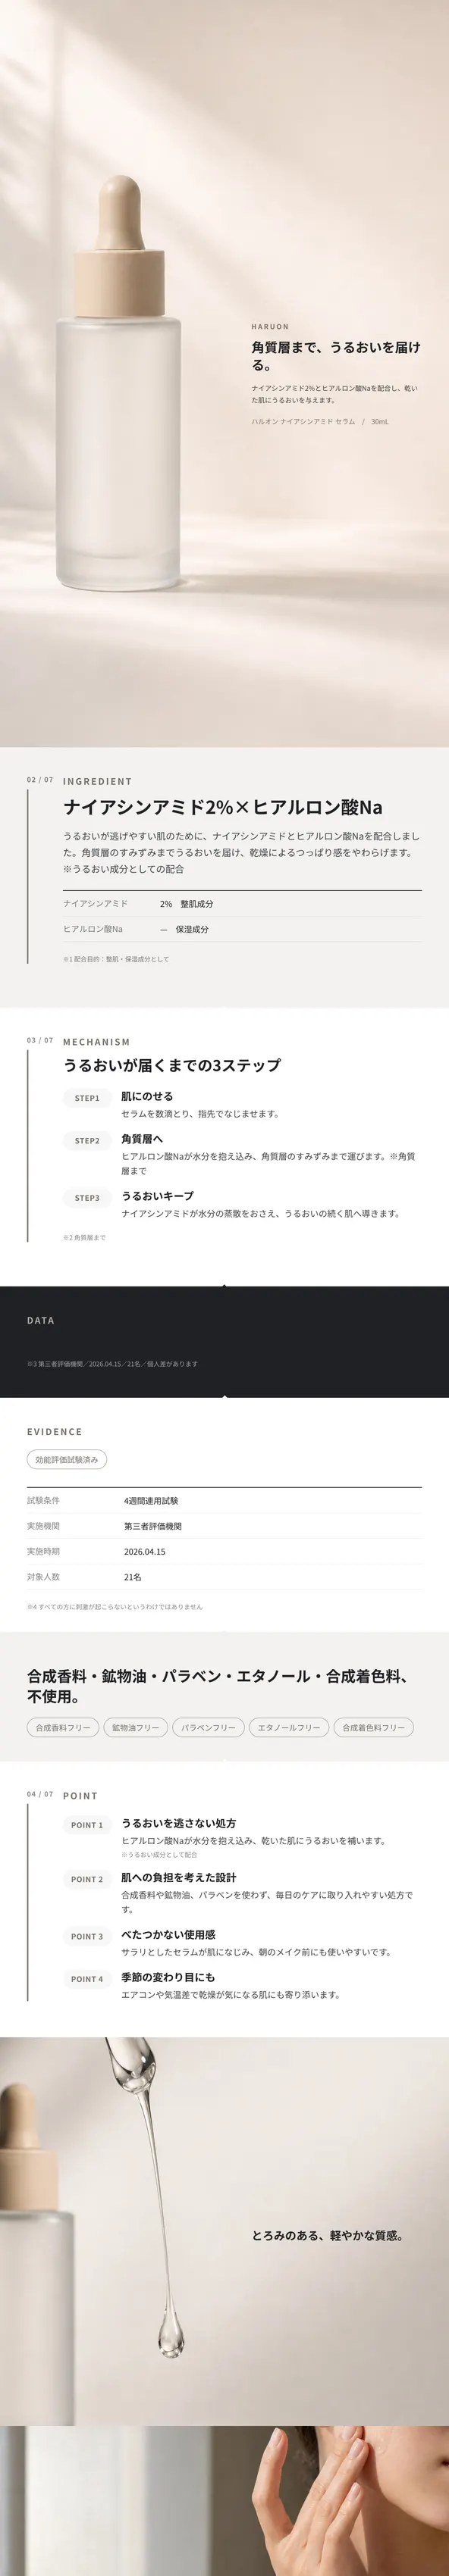 HARUON
角質層まで、うるおいを届け
る。
ナイアシンアミド2%とヒアルロン酸Naを配合し、乾い
た肌にうるおいを与えます。
ハルオン ナイアシンアミド セラム / 30mL
02 / 07 INGREDIENT
ナイアシンアミド2%×ヒアルロン酸Na
うるおいが逃げやすい肌のために、ナイアシンアミドとヒアルロン酸Naを配合しまし
た。角質層のすみずみまでうるおいを届け、乾燥によるつっぱり感をやわらげます。
※うるおい成分としての配合
ナイアシンアミド 2% 整肌成分
ヒアルロン酸Na — 保湿成分
※1 配合目的：整肌・保湿成分として
03 / 07 MECHANISM
うるおいが届くまでの3ステップ
STEP1 肌にのせる
セラムを数滴とり、指先でなじませます。
STEP2 角質層へ
ヒアルロン酸Naが水分を抱え込み、角質層のすみずみまで運びます。※角質
層まで
STEP3 うるおいキープ
ナイアシンアミドが水分の蒸散をおさえ、うるおいの続く肌へ導きます。
※2 角質層まで
DATA
※3 第三者評価機関／2026.04.15／21名／個人差があります
EVIDENCE
効能評価試験済み
試験条件 4週間連用試験
実施機関 第三者評価機関
実施時期 2026.04.15
対象人数 21名
※4 すべての方に刺激が起こらないというわけではありません
合成香料・鉱物油・パラベン・エタノール・合成着色料、
不使用。
合成香料フリー 鉱物油フリー パラベンフリー エタノールフリー 合成着色料フリー
04 / 07 POINT
POINT 1 うるおいを逃さない処方
ヒアルロン酸Naが水分を抱え込み、乾いた肌にうるおいを補います。
※うるおい成分として配合
POINT 2 肌への負担を考えた設計
合成香料や鉱物油、パラベンを使わず、毎日のケアに取り入れやすい処方で
す。
POINT 3 べたつかない使用感
サラリとしたセラムが肌になじみ、朝のメイク前にも使いやすいです。
POINT 4 季節の変わり目にも
エアコンや気温差で乾燥が気になる肌にも寄り添います。
とろみのある、軽やかな質感。